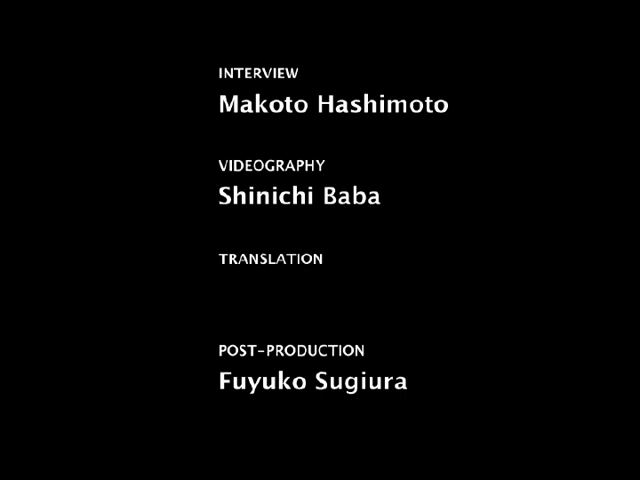 INTERVIEW
Makoto Hashimoto
VIDEOGRAPHY
Shinichi Baba
TRANSLATION
POST-PRODUCTION
Fuyuko Sugiura